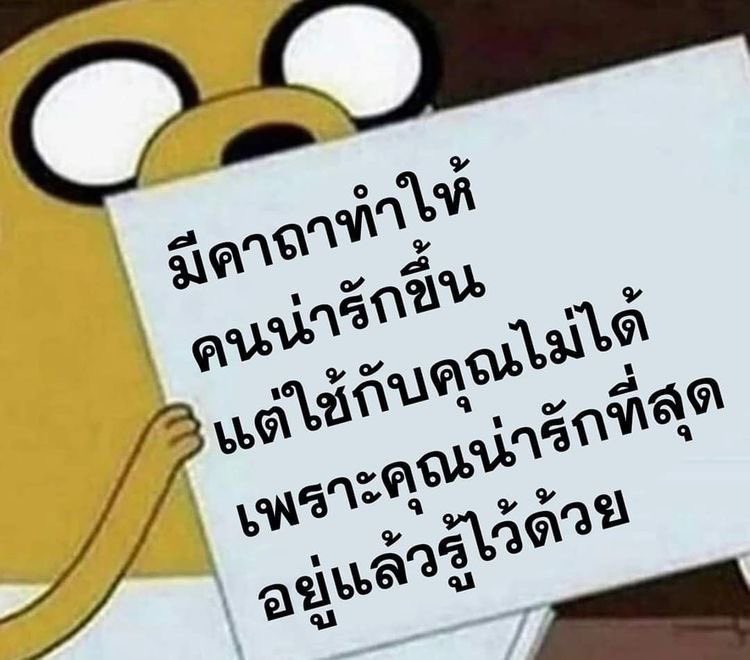 มีคาถาทำให้
คนน่ารักขึ้น
แต่ใช้กับคุณไม่ได้
เพราะคุณน่ารักที่สุด
อยู่แล้วรู้ไว้ด้วย